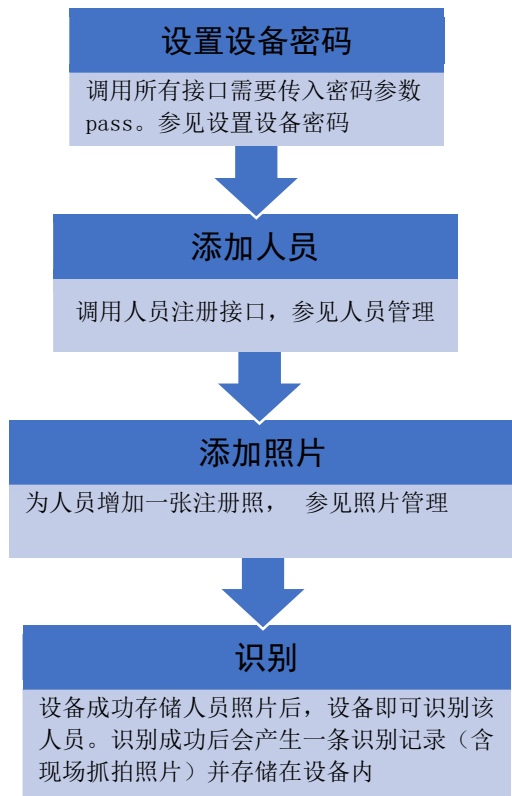 设置设备密码
调用所有接口需要传入密码参数
pass。参见设置设备密码
添加人员
调用人员注册接口，参见人员管理
添加照片
为人员增加一张注册照， 参见照片管理
识别
设备成功存储人员照片后，设备即可识别该
人员。识别成功后会产生一条识别记录（含
现场抓拍照片）并存储在设备内